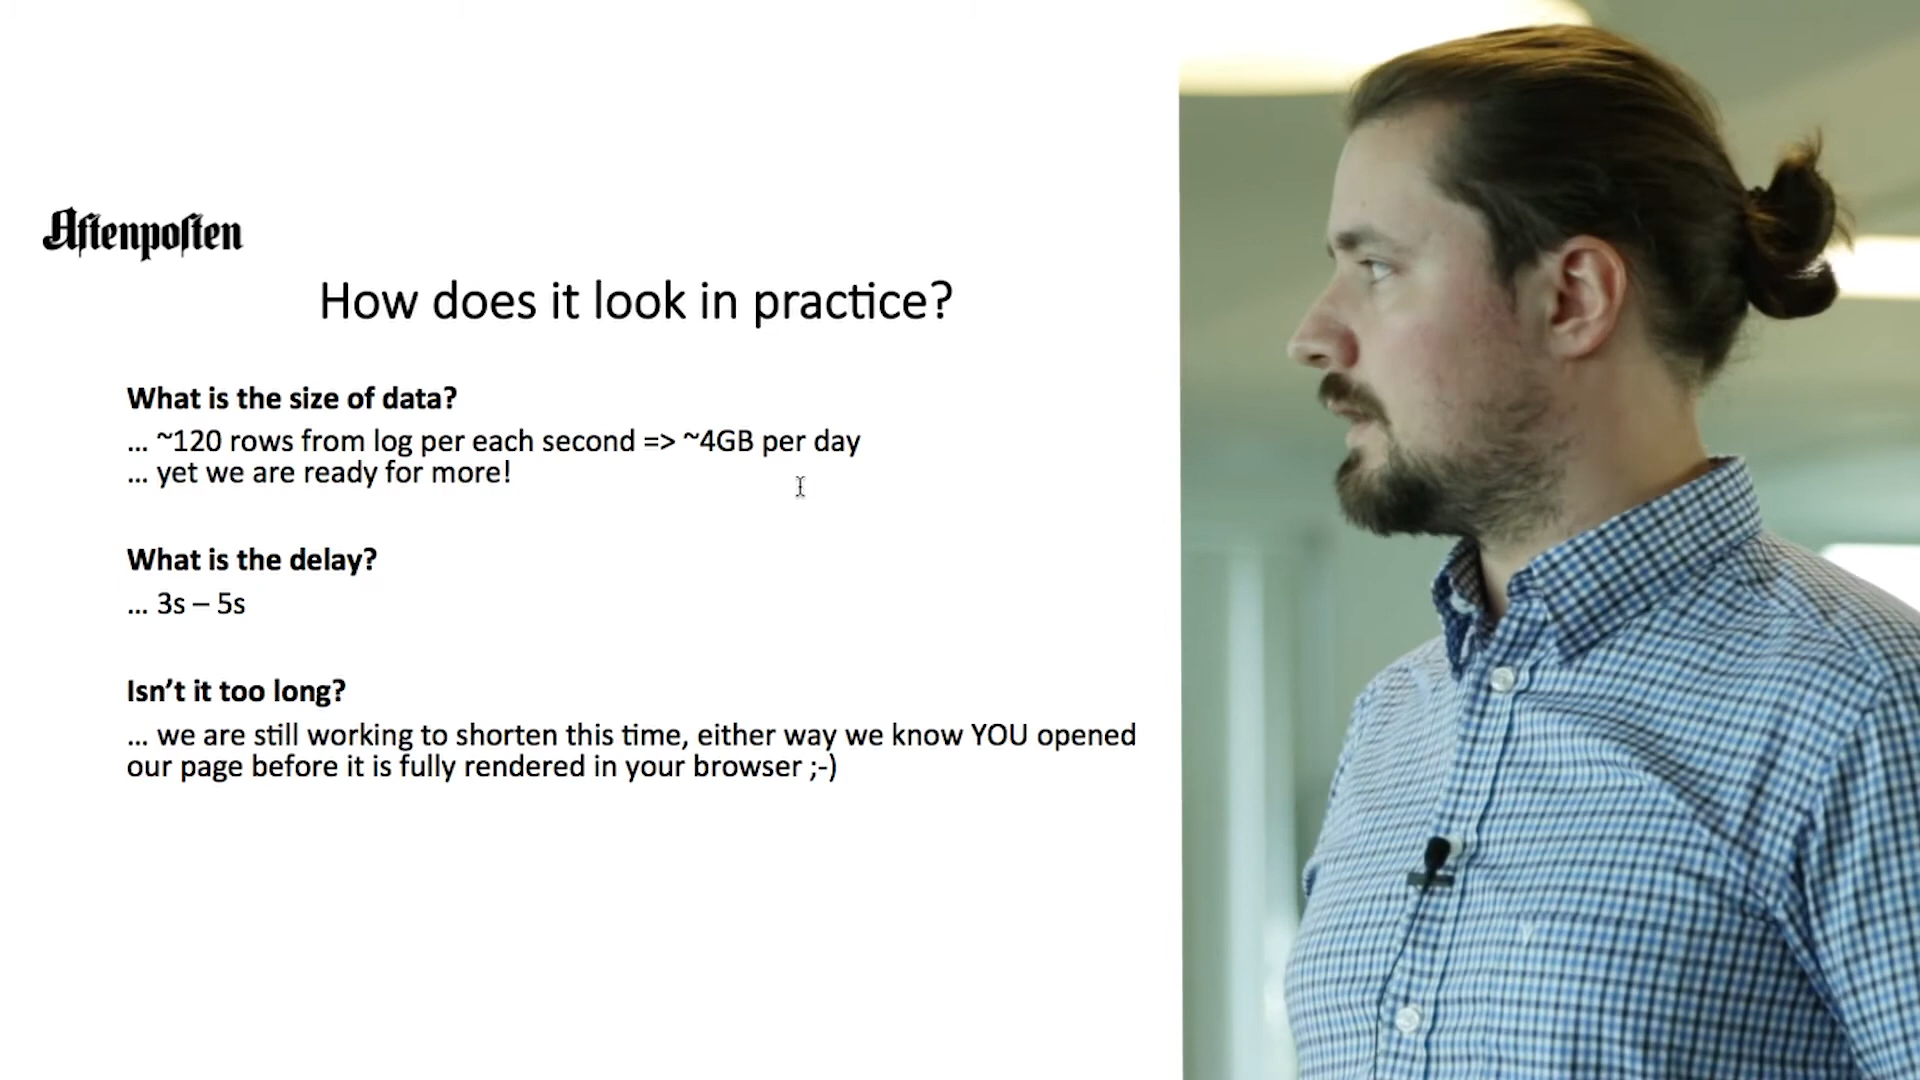 Aftenposten
How does it look in practice?
What is the size of data?
... ~120 rows from log per each second => ~4GB per day
... yet we are ready for more!
What is the delay?
... 3s – 5s
Isn't it too long?
... we are still working to shorten this time, either way we know YOU opened
our page before it is fully rendered in your browser ;-)